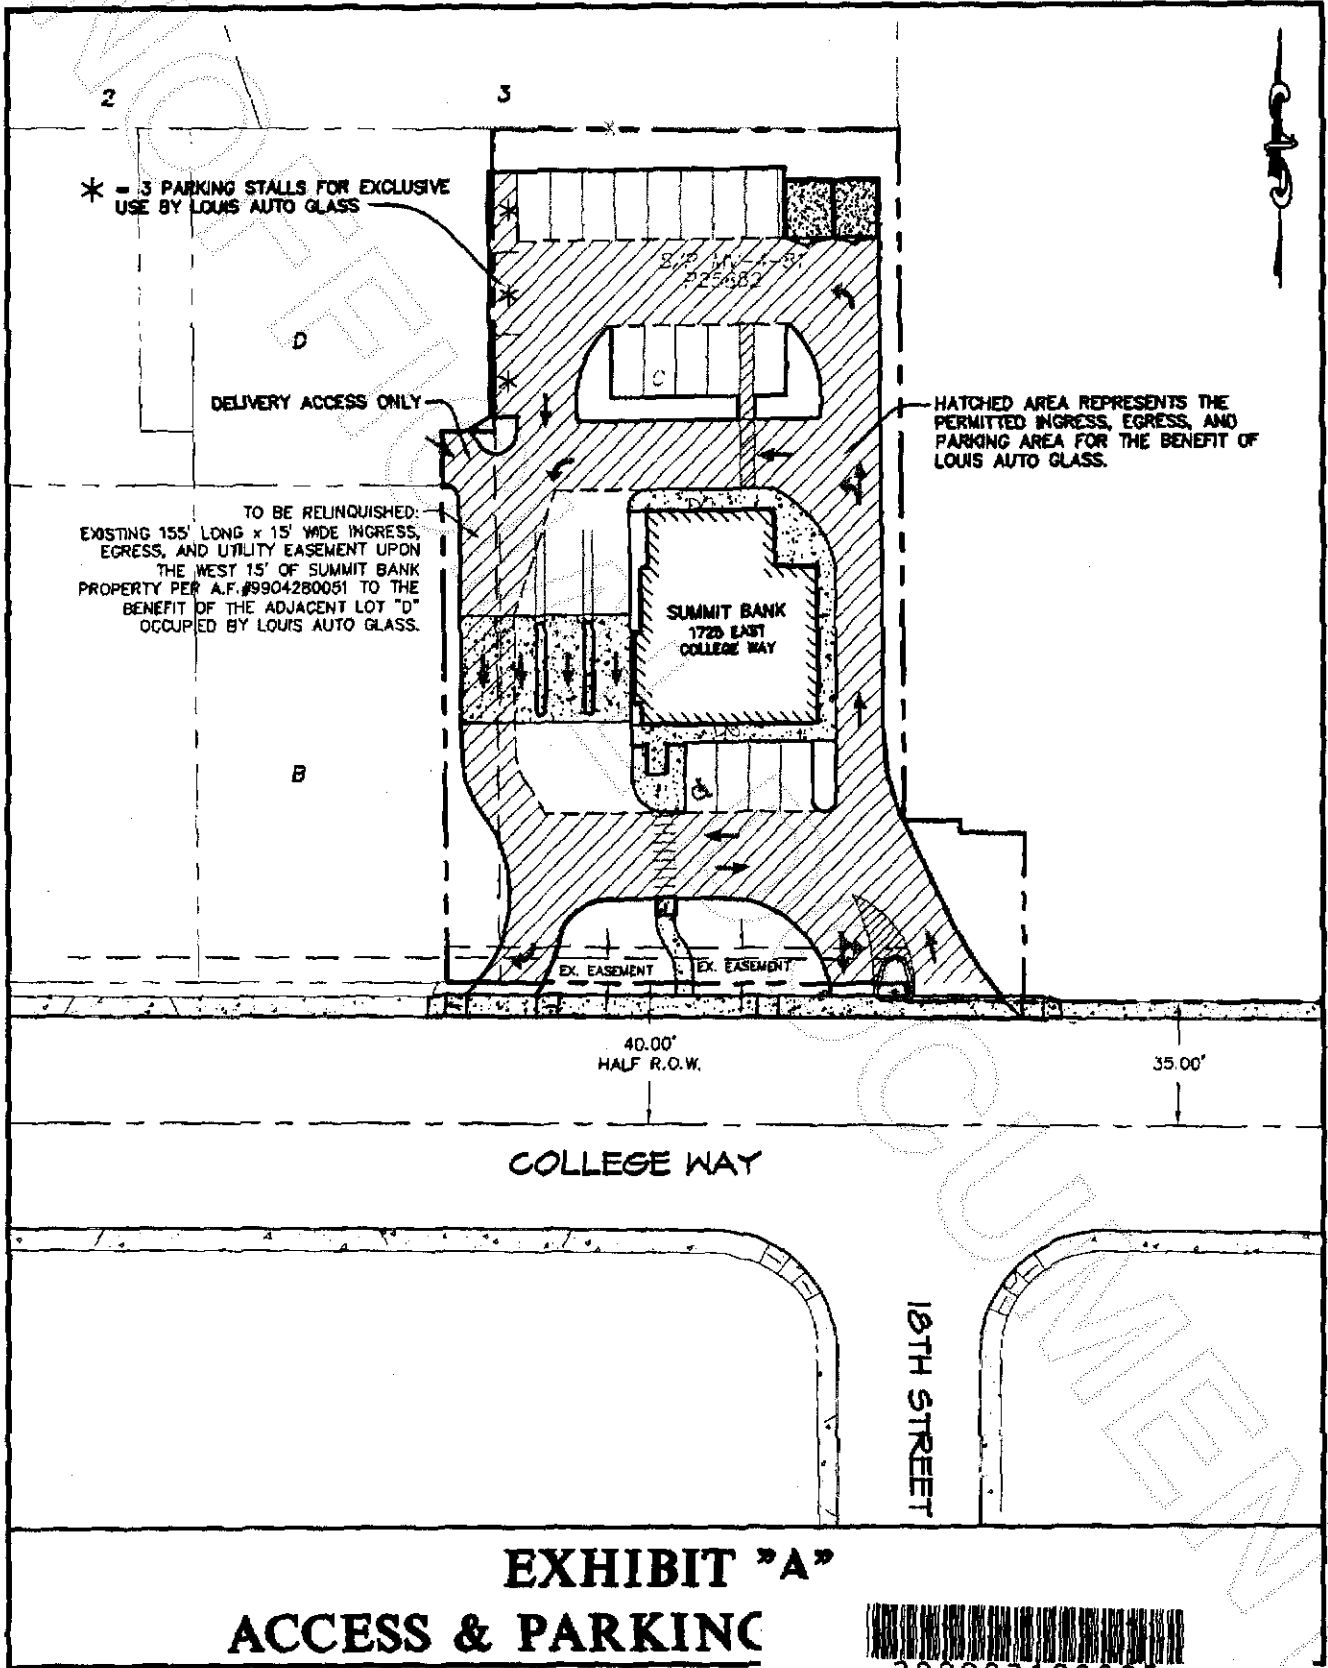 2
3
* = 3 PARKING STALLS FOR EXCLUSIVE
USE BY LOUIS AUTO GLASS
D
C
DELIVERY ACCESS ONLY
HATCHED AREA REPRESENTS THE
PERMITTED INGRESS, EGRESS, AND
PARKING AREA FOR THE BENEFIT OF
LOUIS AUTO GLASS.
TO BE RELINQUISHED:
EXISTING 155' LONG x 15' WIDE INGRESS,
EGRESS, AND UTILITY EASEMENT UPON
THE WEST 15' OF SUMMIT BANK
PROPERTY PER A.F.#9904280051 TO THE
BENEFIT OF THE ADJACENT LOT "D"
OCCUPIED BY LOUIS AUTO GLASS.
SUMMIT BANK
1725 EAST
COLLEGE WAY
B
EX. EASEMENT
EX. EASEMENT
40.00'
HALF R.O.W.
35.00'
COLLEGE WAY
18TH STREET
EXHIBIT "A"
ACCESS & PARKING